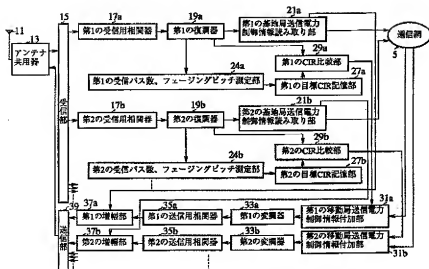 15
17a
19a
21a
11
13
アンテナ
共用器
受信部
第1の受信用相関器
第1の復調器
第1の基地局送信電力
制御情報読み取り部
29a
通信網
5
第1のCIR比較部
24a
27a
第1の受信パス数、フェージングピッチ測定部
第1の目標CIR記憶部
17b
19b
21b
第2の受信用相関器
第2の復調器
第2の基地局送信電力
制御情報読み取り部
29b
第2のCIR比較部
24b
27b
第2の受信パス数、フェージングピッチ測定部
第2の目標CIR記憶部
39
37a
35a
33a
31a
送信部
第1の増幅部
第1の送信用相関器
第1の変調器
第1の移動局送信電力
制御情報付加部
37b
35b
33b
第2の増幅部
第2の送信用相関器
第2の変調器
第2の移動局送信電力
制御情報付加部
31b